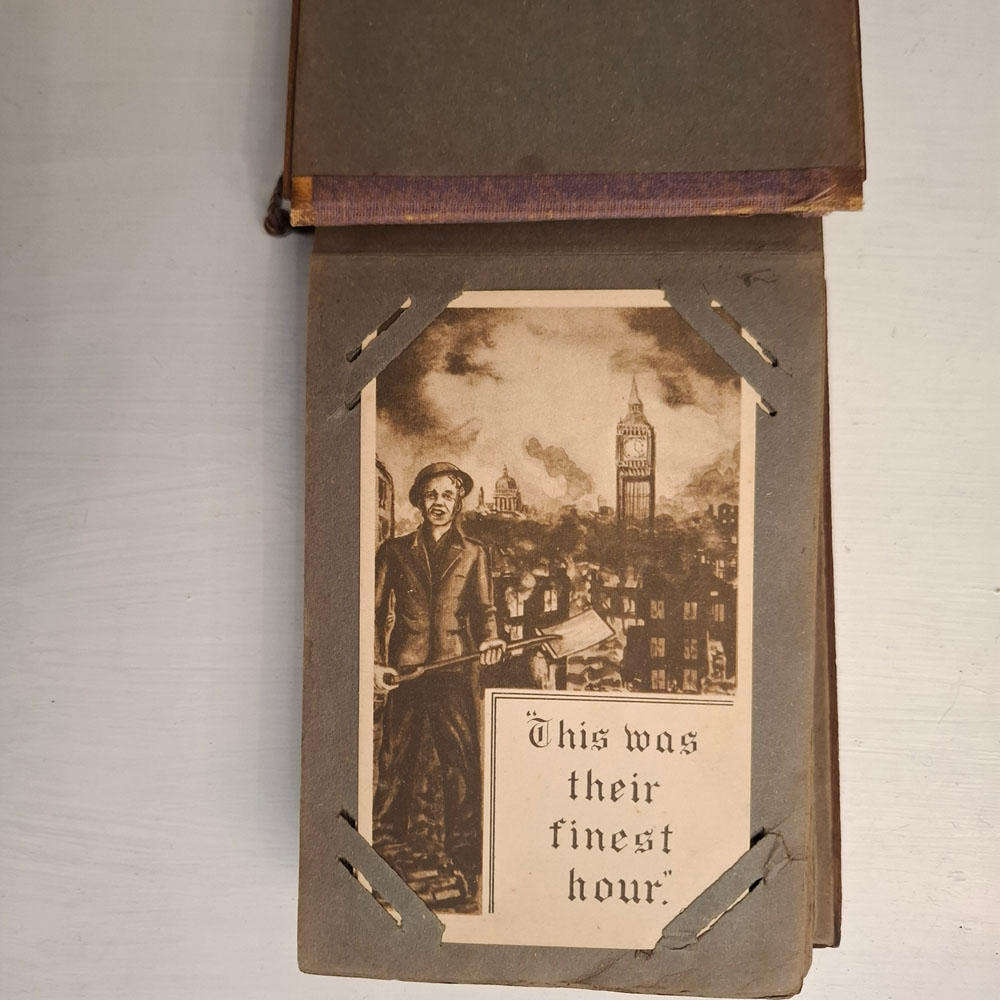 "This was
their
finest
hour."